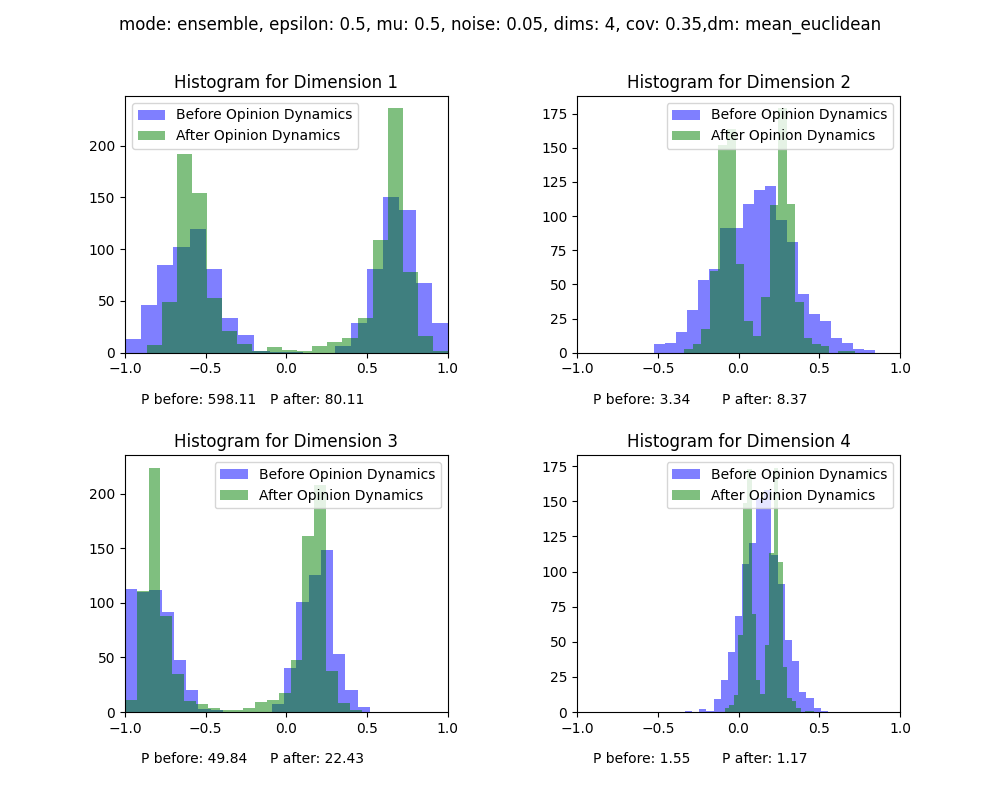 mode: ensemble, epsilon: 0.5, mu: 0.5, noise: 0.05, dims: 4, cov: 0.35,dm: mean_euclidean
Histogram for Dimension 1
Before Opinion Dynamics
After Opinion Dynamics
200
150
100
50
0
−1.0 −0.5 0.0 0.5 1.0
P before: 598.11 P after: 80.11
Histogram for Dimension 2
Before Opinion Dynamics
After Opinion Dynamics
175
150
125
100
75
50
25
0
−1.0 −0.5 0.0 0.5 1.0
P before: 3.34 P after: 8.37
Histogram for Dimension 3
Before Opinion Dynamics
After Opinion Dynamics
200
150
100
50
0
−1.0 −0.5 0.0 0.5 1.0
P before: 49.84 P after: 22.43
Histogram for Dimension 4
Before Opinion Dynamics
After Opinion Dynamics
175
150
125
100
75
50
25
0
−1.0 −0.5 0.0 0.5 1.0
P before: 1.55 P after: 1.17